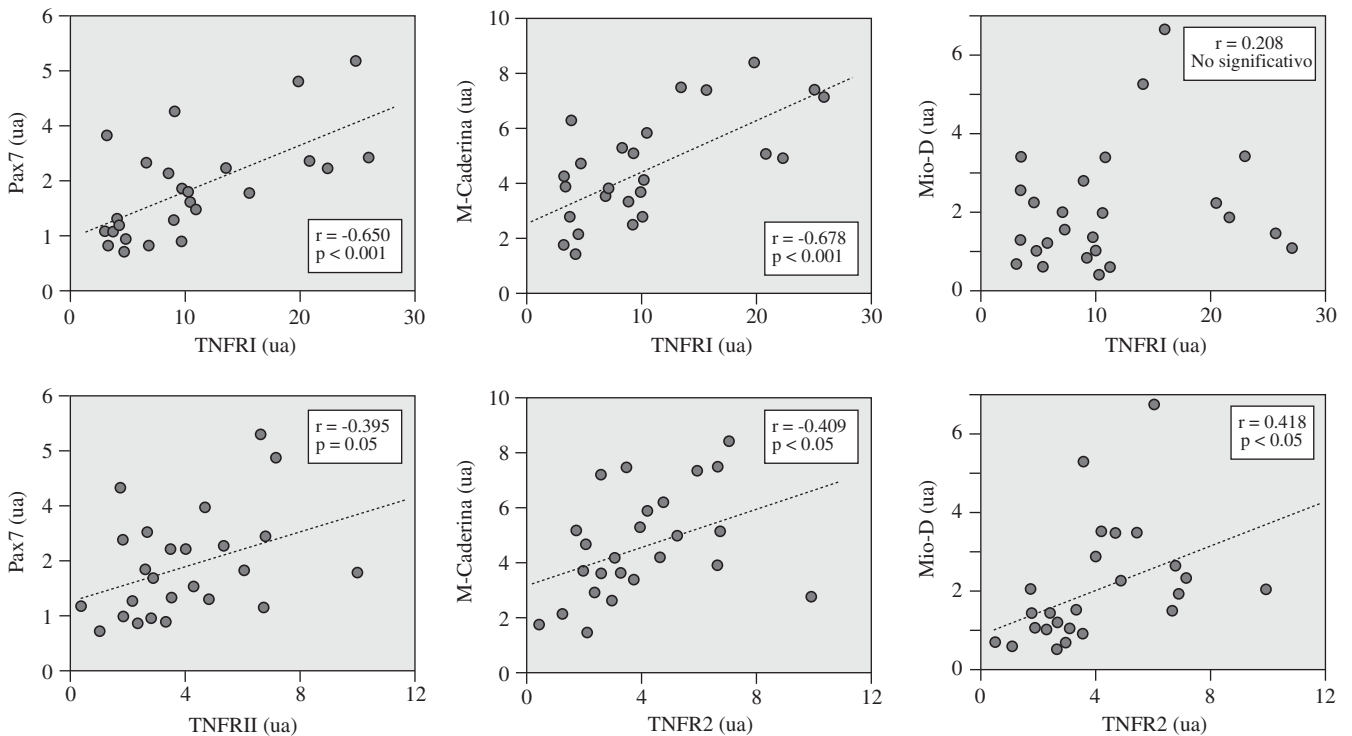 6
5
4
2
1
0
Pax7 (ua)
r = -0.650
p < 0.001
0 10 20 30
TNFRI (ua)
10
8
6
4
2
0
M-Caderina (ua)
r = -0.678
p < 0.001
0 10 20 30
TNFRI (ua)
6
4
2
0
Mio-D (ua)
r = 0.208
No significativo
0 10 20 30
TNFRI (ua)
6
5
4
2
1
0
Pax7 (ua)
r = -0.395
p = 0.05
0 4 8 12
TNFRII (ua)
10
8
6
4
2
0
M-Caderina (ua)
r = -0.409
p < 0.05
0 4 8 12
TNFR2 (ua)
6
4
2
0
Mio-D (ua)
r = 0.418
p < 0.05
0 4 8 12
TNFR2 (ua)